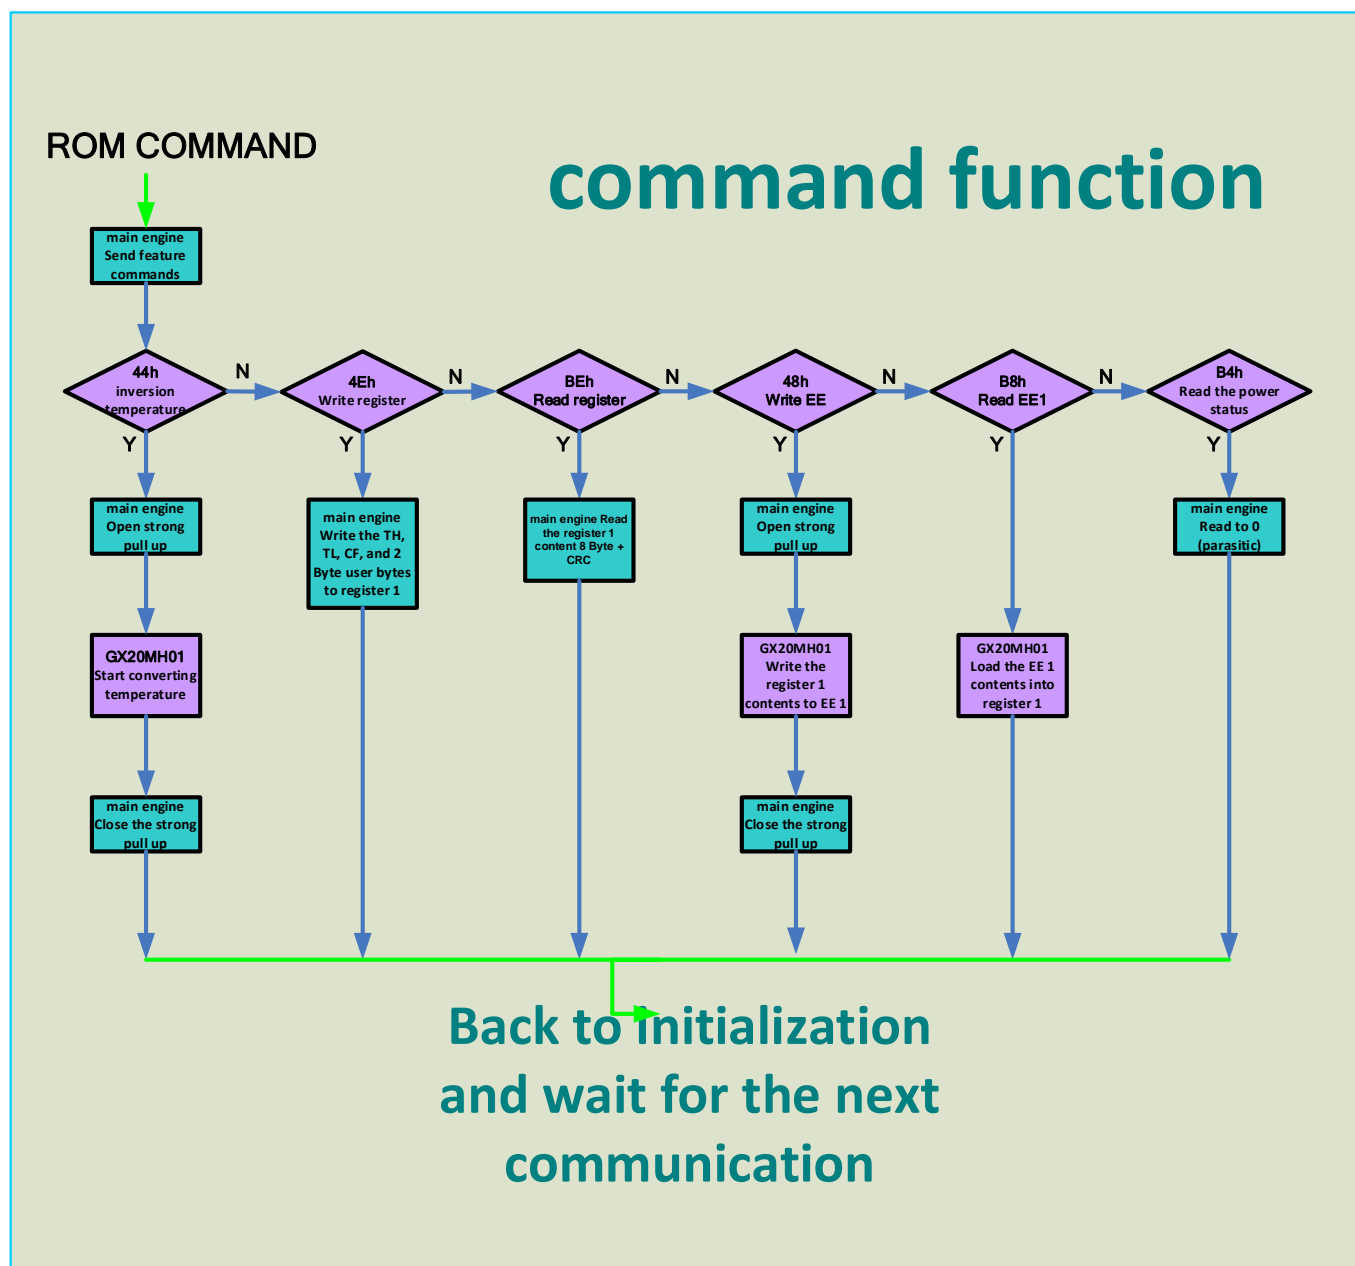 ROM COMMAND
command function
main engine
Send feature
commands
44h
inversion
temperature
N
4Eh
Write register
N
BEh
Read register
N
48h
Write EE
N
B8h
Read EE1
N
B4h
Read the power
status
Y
Y
Y
Y
Y
Y
main engine
Open strong
pull up
main engine
Write the TH,
TL, CF, and 2
Byte user bytes
to register 1
main engine Read
the register 1
content 8 Byte +
CRC
main engine
Open strong
pull up
main engine
Read to 0
(parasitic)
GX20MH01
Start converting
temperature
GX20MH01
Write the
register 1
contents to EE 1
GX20MH01
Load the EE 1
contents into
register 1
main engine
Close the strong
pull up
main engine
Close the strong
pull up
Back to initialization
and wait for the next
communication